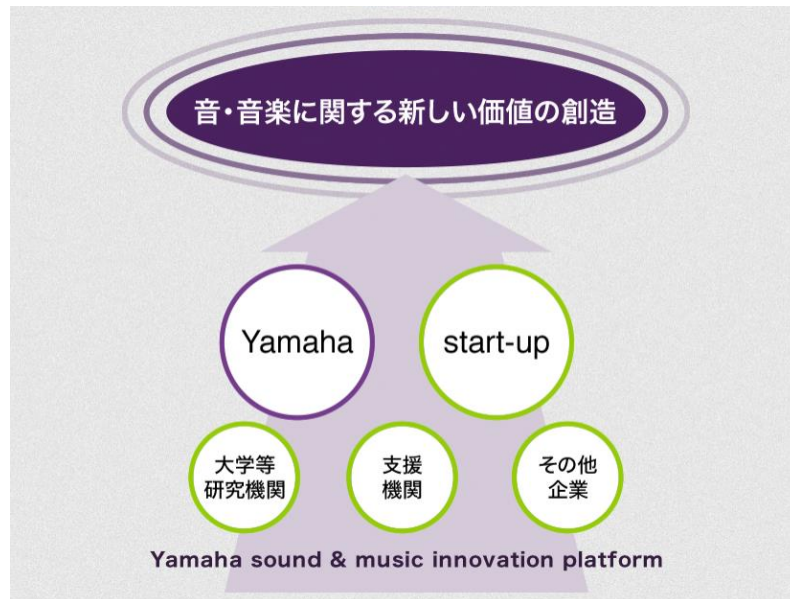 音・音楽に関する新しい価値の創造
Yamaha
start-up
大学等
研究機関
支援
機関
その他
企業
Yamaha sound & music innovation platform